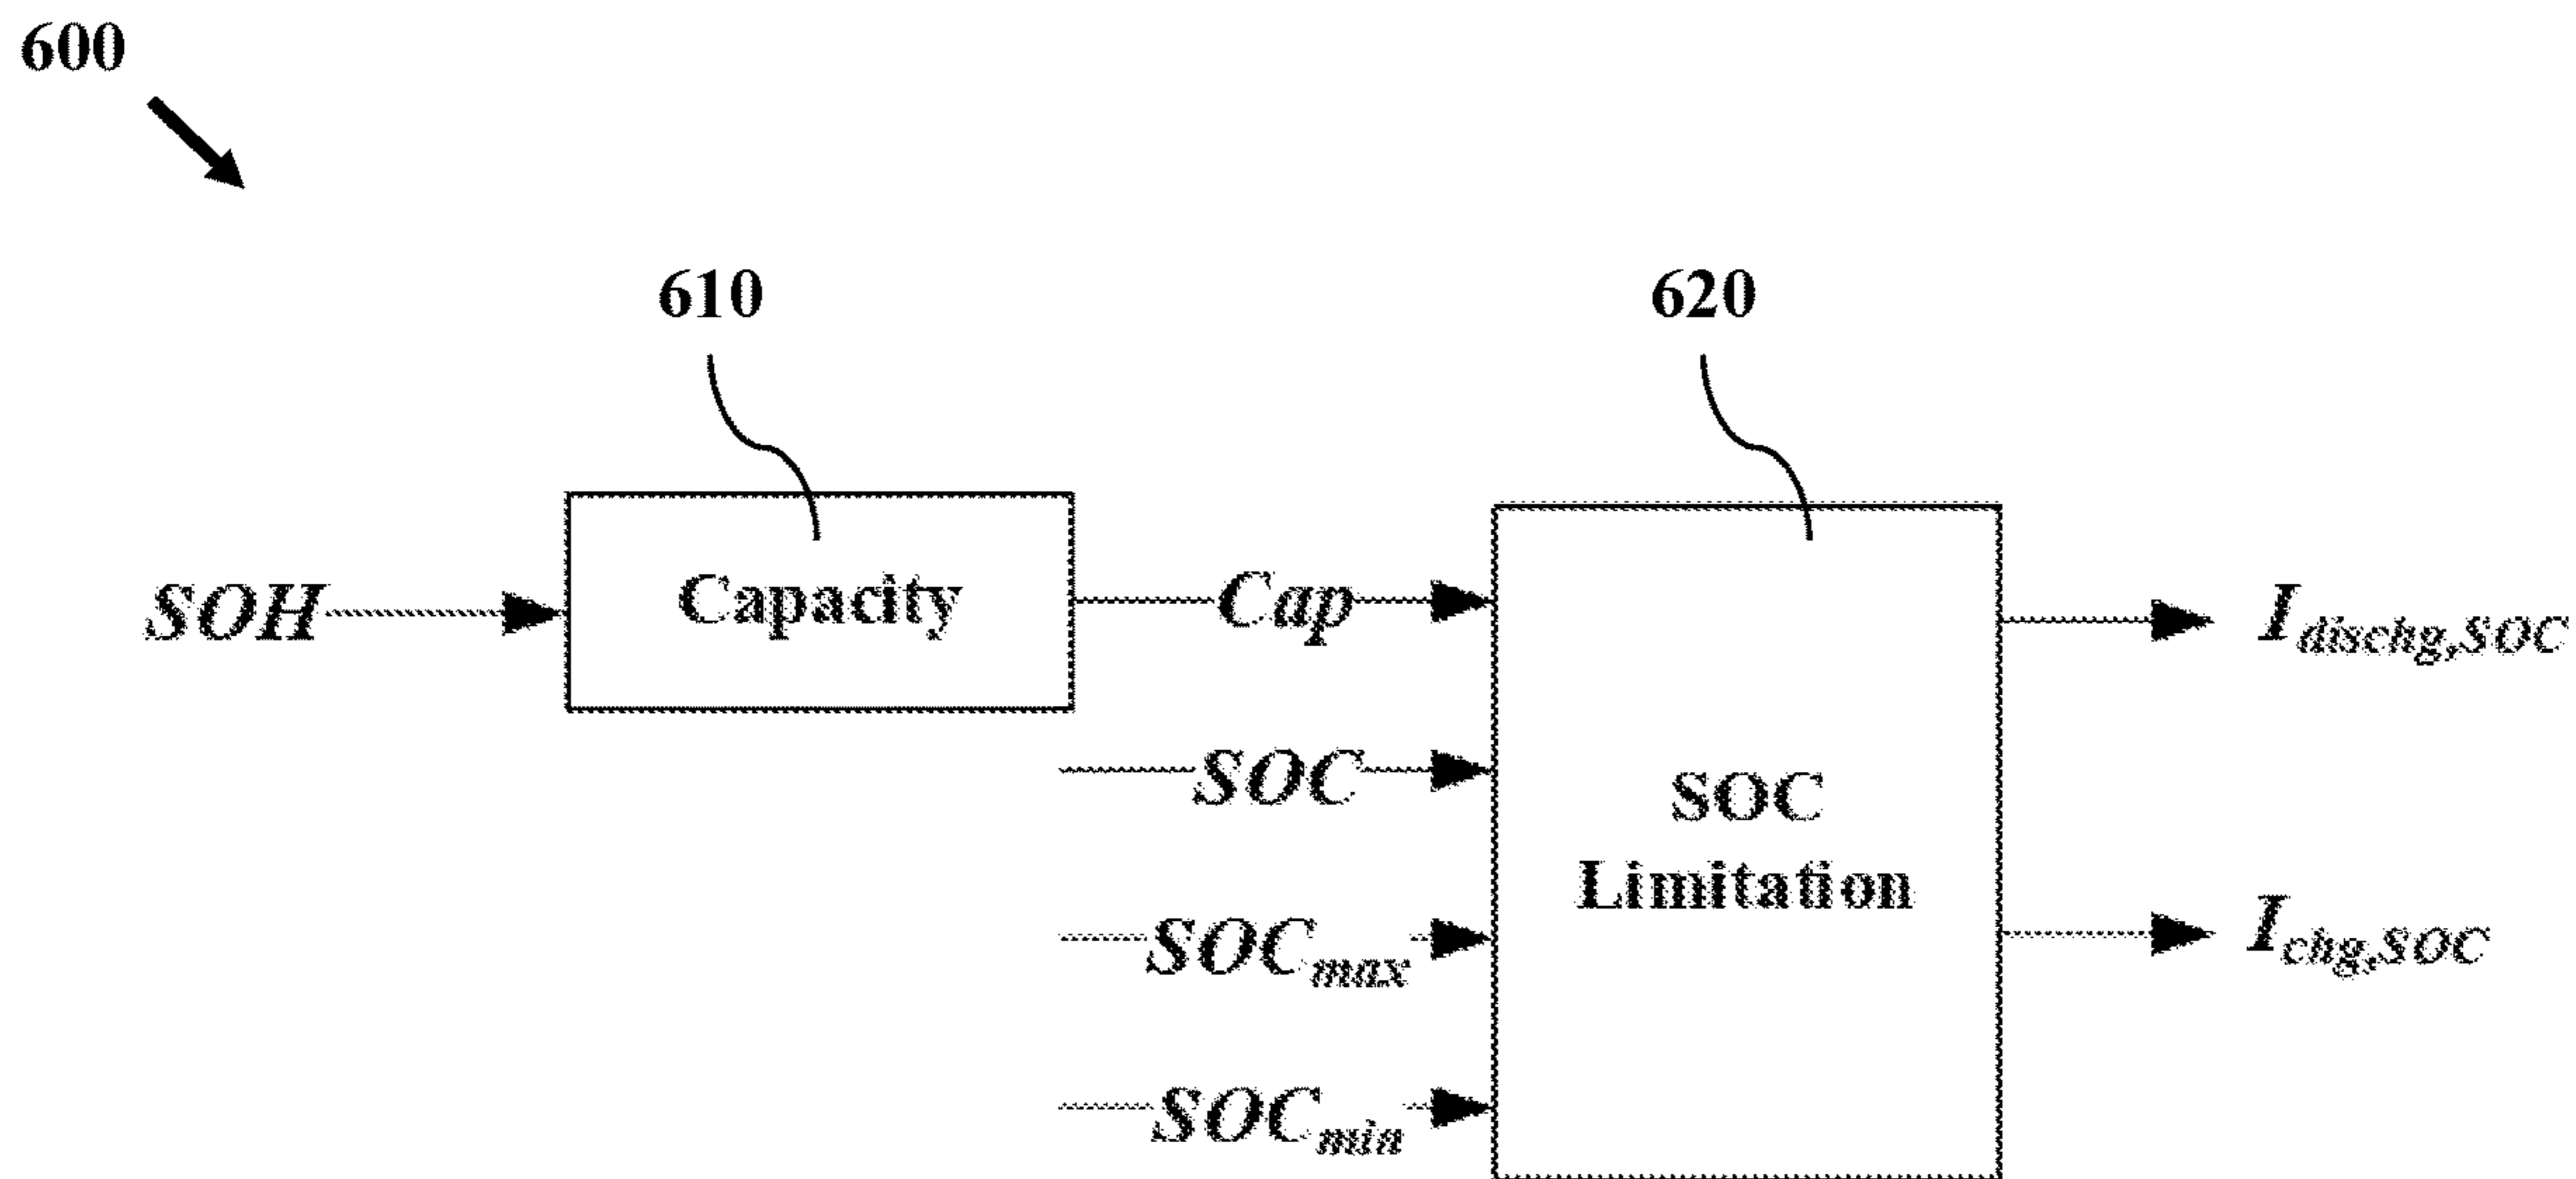 600
610
620
SOH
Capacity
Cap
I_dischg,SOC
SOC
SOC
Limitation
SOC_max
I_chg,SOC
SOC_min